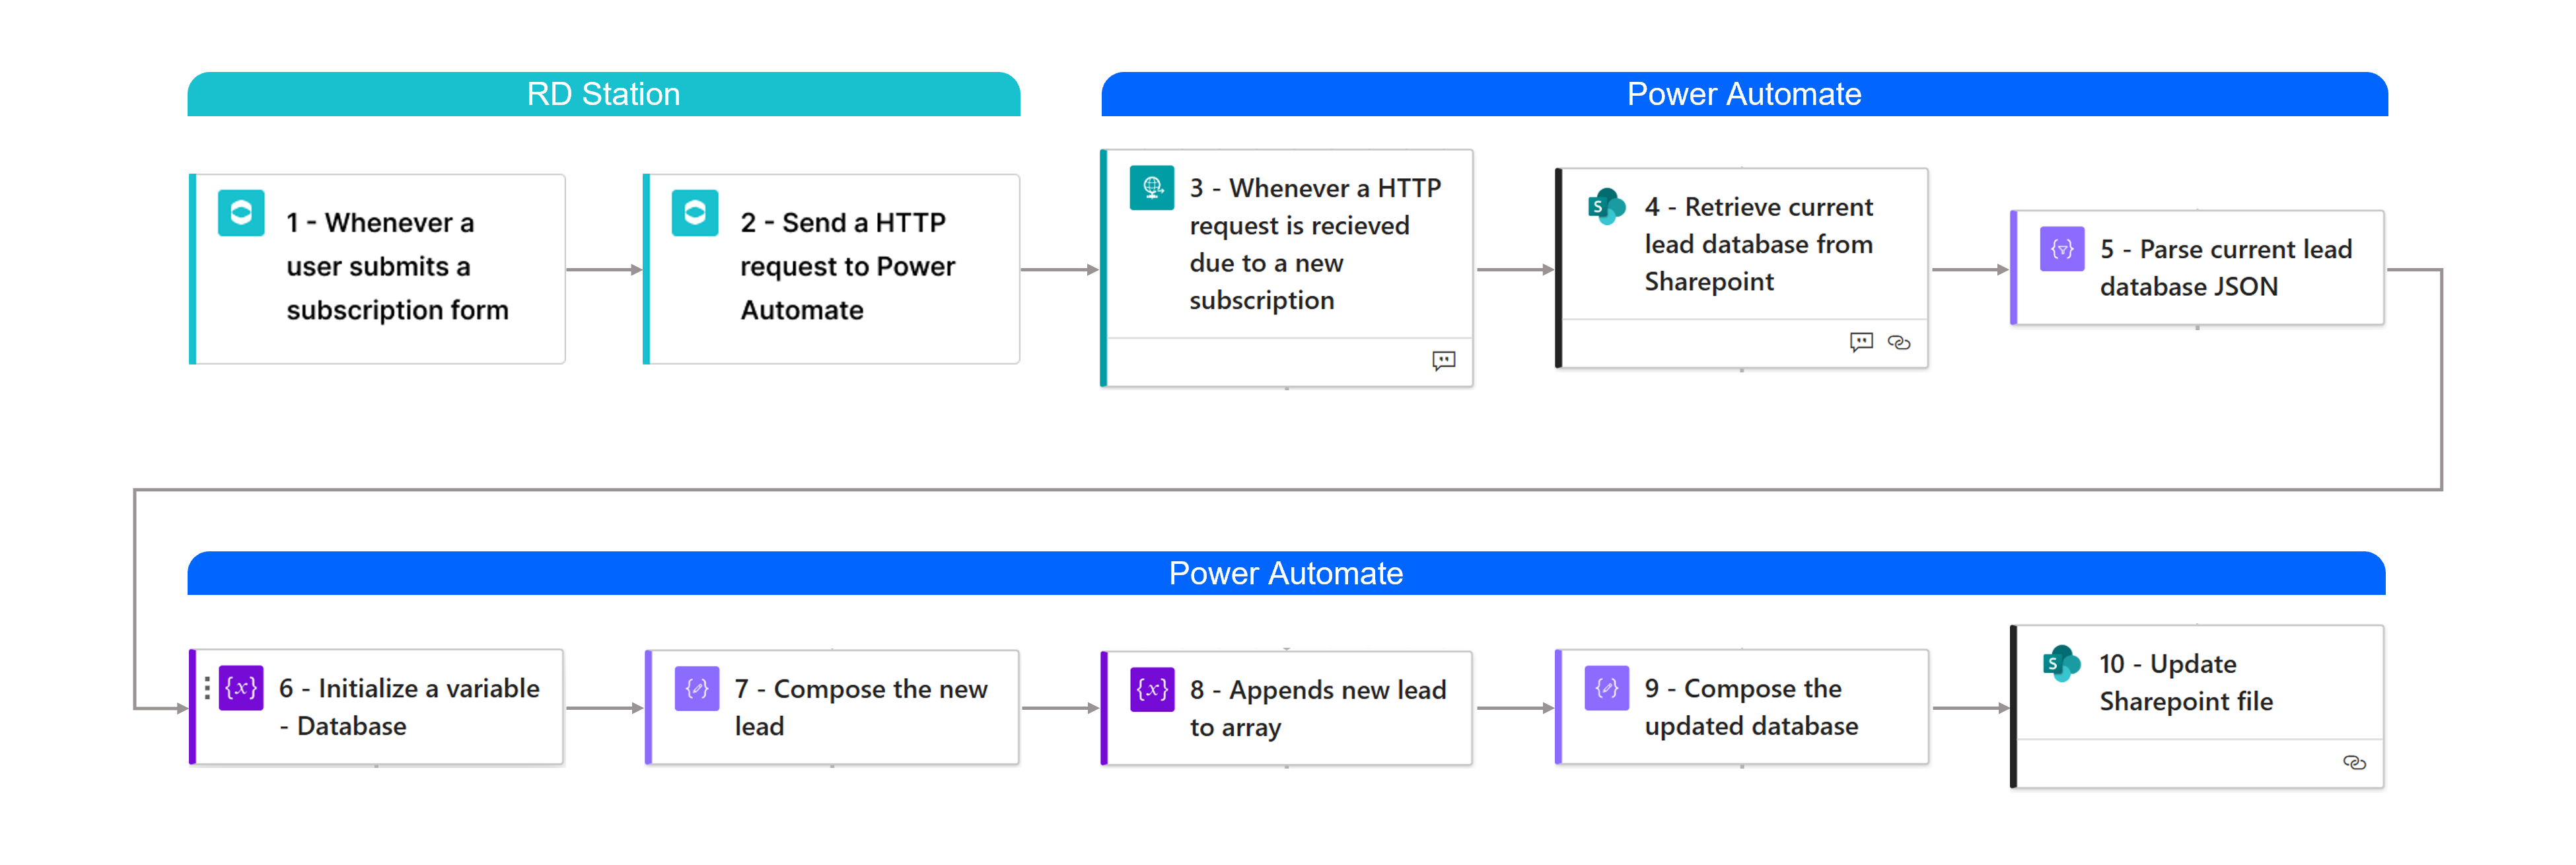 RD Station
Power Automate
1 - Whenever a
user submits a
subscription form
2 - Send a HTTP
request to Power
Automate
3 - Whenever a HTTP
request is recieved
due to a new
subscription
4 - Retrieve current
lead database from
Sharepoint
5 - Parse current lead
database JSON
Power Automate
6 - Initialize a variable
- Database
7 - Compose the new
lead
8 - Appends new lead
to array
9 - Compose the
updated database
10 - Update
Sharepoint file